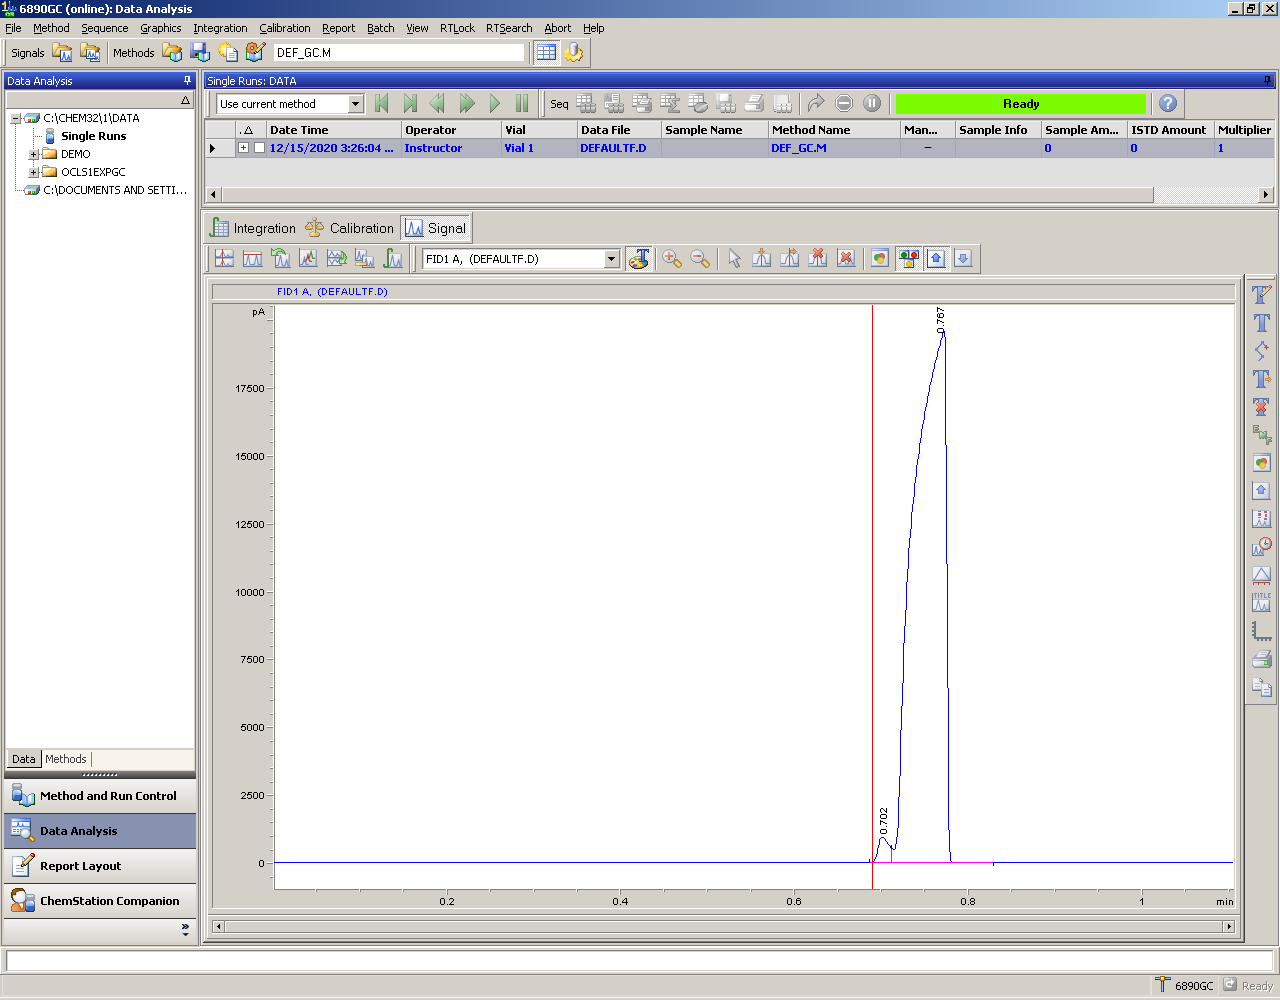 6890GC (online): Data Analysis
File Method Sequence Graphics Integration Calibration Report Batch View RTLock RTSearch Abort Help
Signals Methods DEF_GC.M
Data Analysis
Single Runs: DATA
Use current method Seq Ready
. Date Time Operator Vial Data File Sample Name Method Name Man... Sample Info Sample Am... ISTD Amount Multiplier
12/15/2020 3:26:04 ... Instructor Vial 1 DEFAULTF.D DEF_GC.M – 0 0 1
C:\CHEM32\1\DATA
Single Runs
DEMO
OCLS1EXPGC
C:\DOCUMENTS AND SETTI...
Integration Calibration Signal
FID1 A, (DEFAULTF.D)
FID1 A, (DEFAULTF.D)
pA
17500
15000
12500
10000
7500
5000
2500
0
0.702
0.767
0.2 0.4 0.6 0.8 1 min
TITLE
Data Methods
Method and Run Control
Data Analysis
Report Layout
ChemStation Companion
6890GC Ready